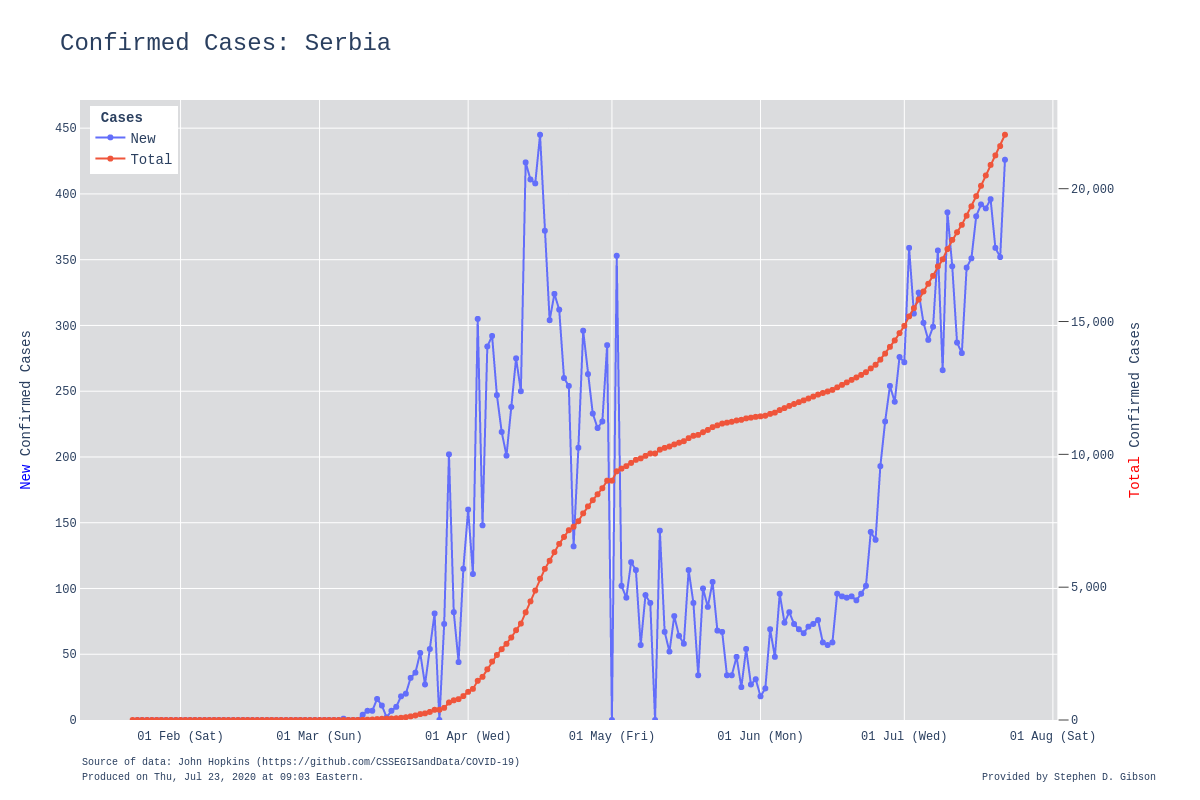 Confirmed Cases: Serbia
Cases
New
Total
450
400
350
300
250
200
150
100
50
0
20,000
15,000
10,000
5,000
0
New Confirmed Cases
Total Confirmed Cases
01 Feb (Sat) 01 Mar (Sun) 01 Apr (Wed) 01 May (Fri) 01 Jun (Mon) 01 Jul (Wed) 01 Aug (Sat)
Source of data: John Hopkins (https://github.com/CSSEGISandData/COVID-19)
Produced on Thu, Jul 23, 2020 at 09:03 Eastern.
Provided by Stephen D. Gibson